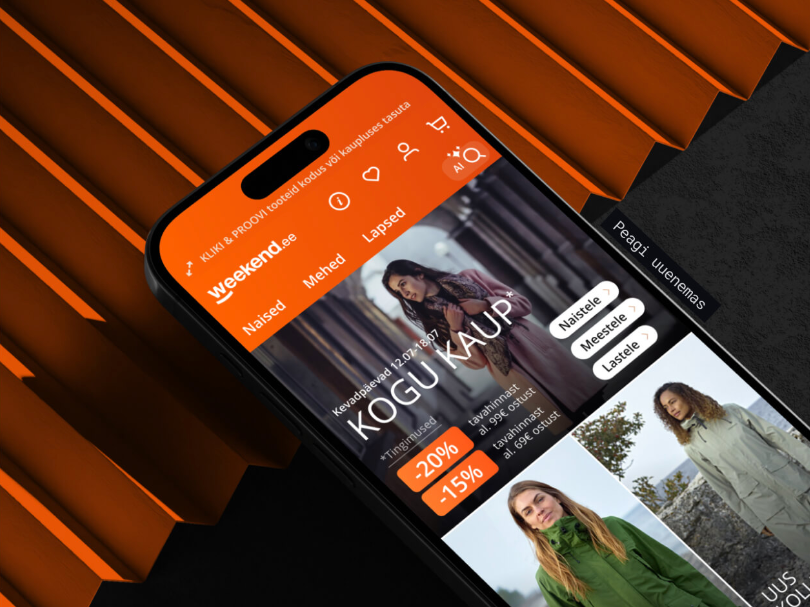 KLIKI & PROOVI tooteid kodus või kaupluses tasuta
AI
weekend.ee
Naised
Mehed
Lapsed
Kevadpäevad 12.07-18.07
KOGU KAUP*
*Tingimused
-20%
tavahinnast
al. 99€ ostust
-15%
tavahinnast
al. 69€ ostust
Naistele
Meestele
Lastele
Peagi uuenemas
UUS